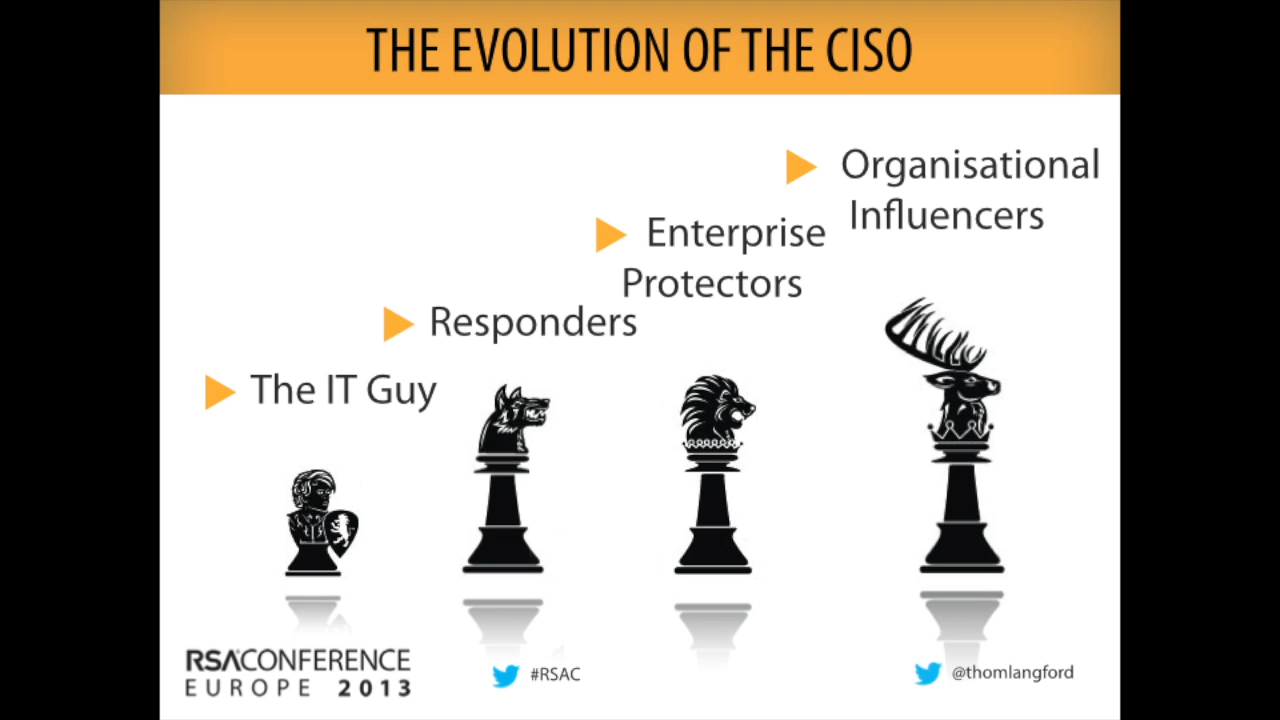 THE EVOLUTION OF THE CISO
Organisational
Influencers
Enterprise
Protectors
Responders
The IT Guy
RSACONFERENCE
EUROPE 2013
#RSAC
@thomlangford